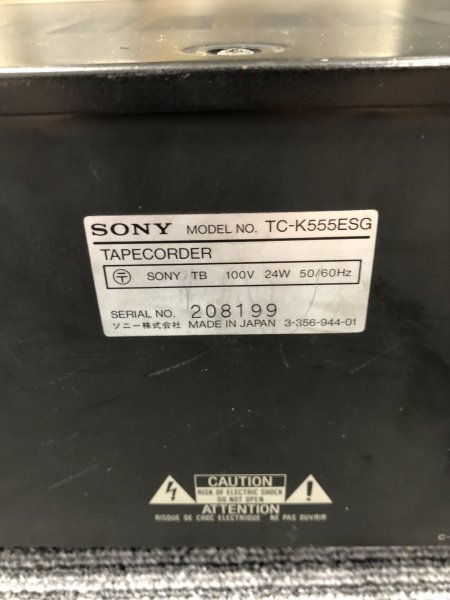 SONY MODEL NO. TC-K555ESG
TAPECORDER
〒 SONY TB 100V 24W 50/60Hz
SERIAL NO. 208199
ソニー株式会社 MADE IN JAPAN 3-356-944-01
CAUTION
RISK OF ELECTRIC SHOCK
DO NOT OPEN
ATTENTION
RISQUE DE CHOC ELECTRIQUE NE PAS OUVRIR